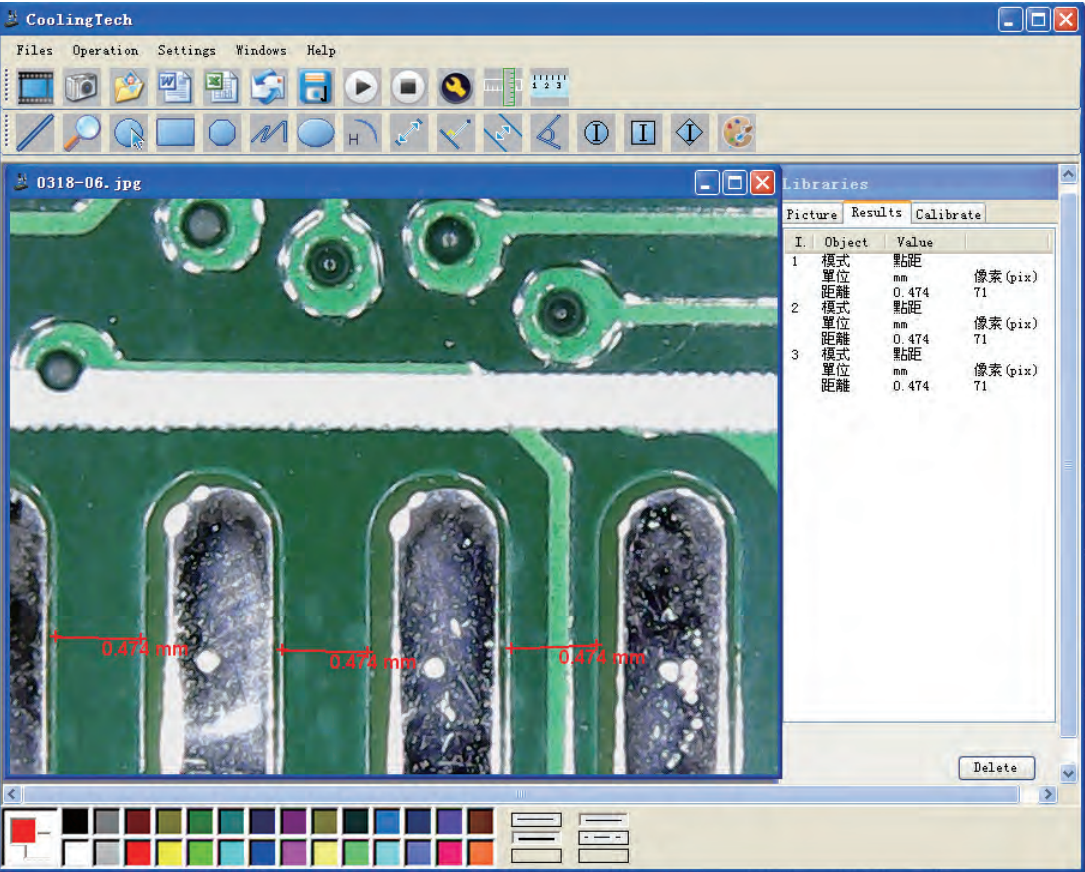 CoolingTech
Files Operation Settings Windows Help
1 2 3
H
I I I
0318-06.jpg
0.474 mm 0.474 mm 0.474 mm
Libraries
Picture Results Calibrate
I. Object Value
1 模式 點距
單位 mm 像素(pix)
距離 0.474 71
2 模式 點距
單位 mm 像素(pix)
距離 0.474 71
3 模式 點距
單位 mm 像素(pix)
距離 0.474 71
Delete